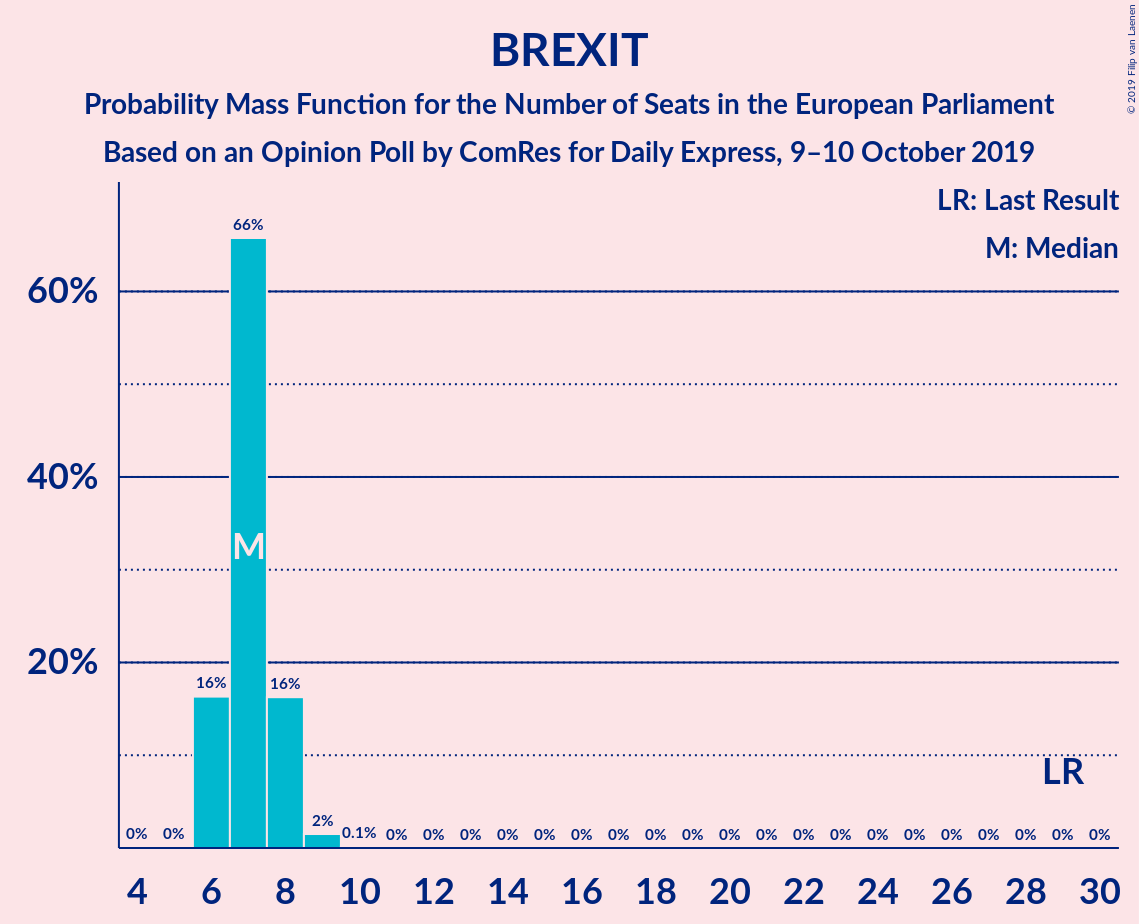 BREXIT
Probability Mass Function for the Number of Seats in the European Parliament
Based on an Opinion Poll by ComRes for Daily Express, 9–10 October 2019
© 2019 Filip van Laenen
LR: Last Result
M: Median
66%
60%
40%
M
20%
16% 16%
LR
2%
0% 0% 0.1% 0% 0% 0% 0% 0% 0% 0% 0% 0% 0% 0% 0% 0% 0% 0% 0% 0% 0% 0% 0%
4 6 8 10 12 14 16 18 20 22 24 26 28 30